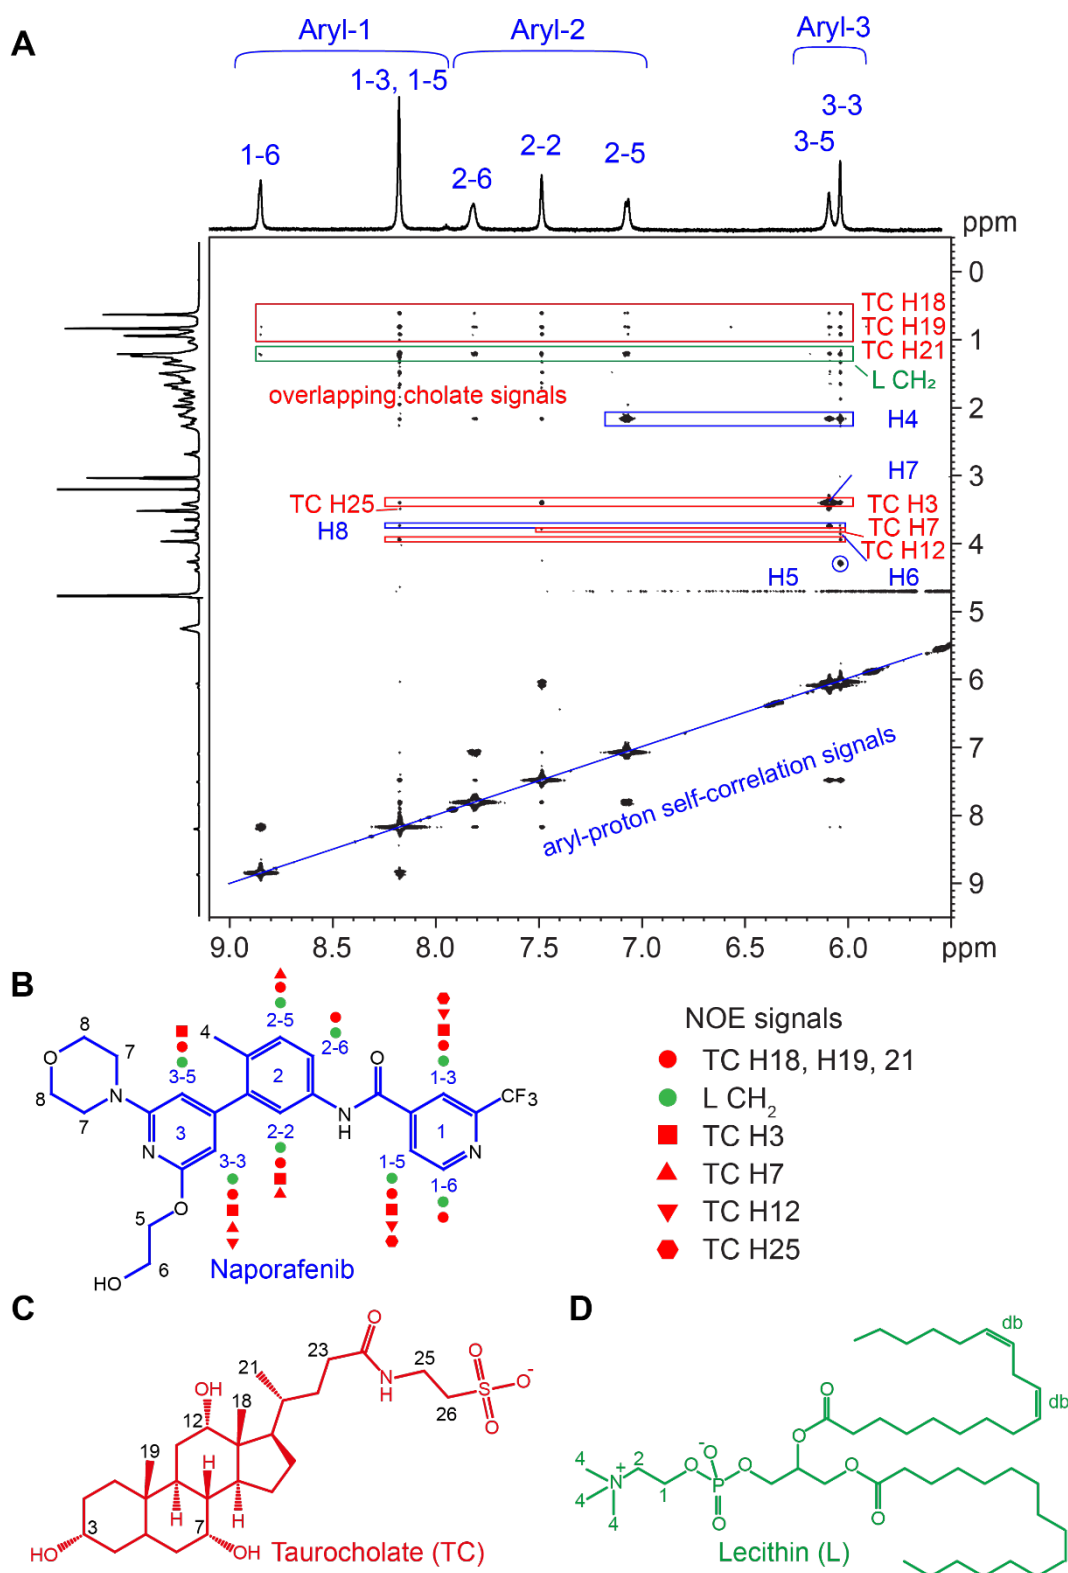 A
Aryl-1
Aryl-2
Aryl-3
1-3, 1-5
3-3
1-6
2-6
2-2
2-5
3-5
ppm
TC H18
TC H19
TC H21
L CH₂
overlapping cholate signals
H4
H7
TC H25
TC H3
H8
TC H7
TC H12
H5
H6
aryl-proton self-correlation signals
0
1
2
3
4
5
6
7
8
9
9.0
8.5
8.0
7.5
7.0
6.5
6.0
ppm
B
8
7
O
8
7
N
3-5
4
2-5
2-6
2
O
1-3
CF3
3
2-2
N
H
1
N
N
3-3
1-5
1-6
O
5
6
HO
Naporafenib
NOE signals
TC H18, H19, 21
L CH₂
TC H3
TC H7
TC H12
TC H25
C
O
23
25
21
N
H
O
S
O⁻
O
26
OH
18
12
19
H
H
H
3
7
HO
OH
Taurocholate (TC)
D
db
db
O
O
O⁻
4
N⁺
2
O
P
O
O
4
1
4
O
O
Lecithin (L)